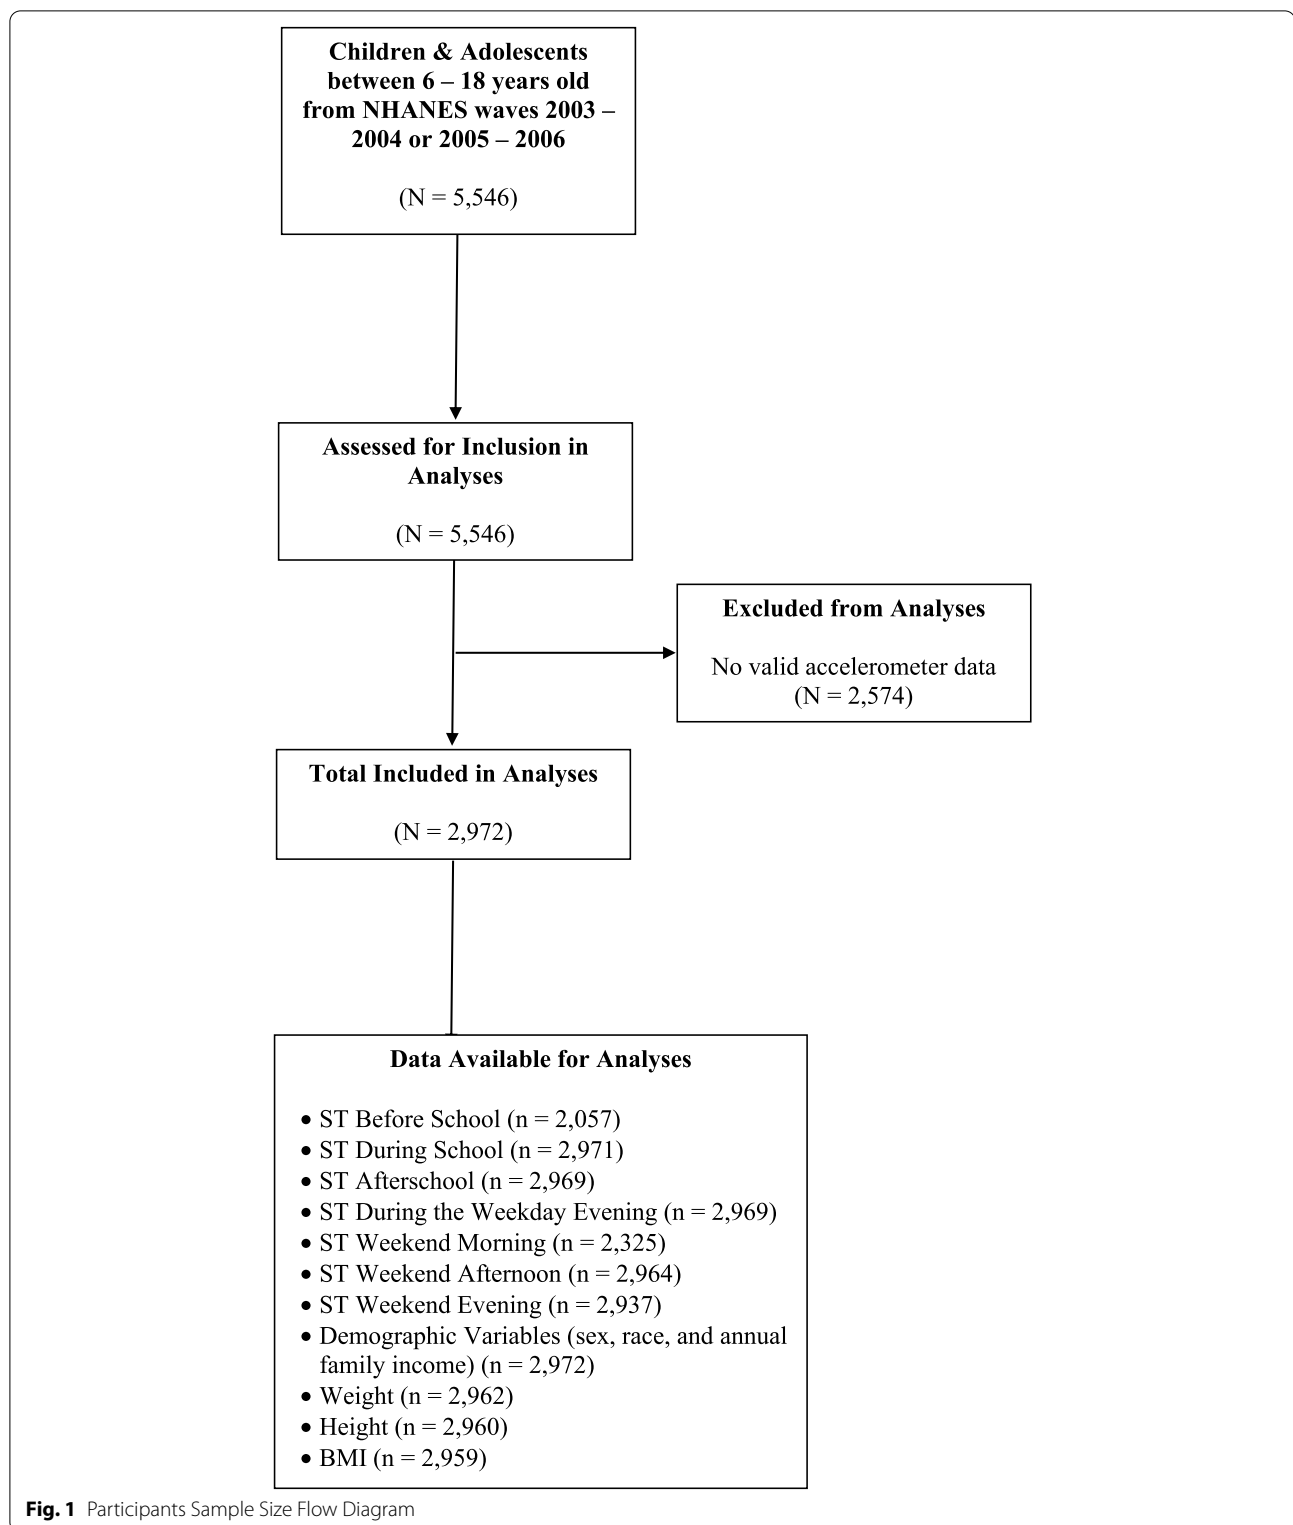 Children & Adolescents
between 6 – 18 years old
from NHANES waves 2003 –
2004 or 2005 – 2006
(N = 5,546)
Assessed for Inclusion in
Analyses
(N = 5,546)
Excluded from Analyses
No valid accelerometer data
(N = 2,574)
Total Included in Analyses
(N = 2,972)
Data Available for Analyses
• ST Before School (n = 2,057)
• ST During School (n = 2,971)
• ST Afterschool (n = 2,969)
• ST During the Weekday Evening (n = 2,969)
• ST Weekend Morning (n = 2,325)
• ST Weekend Afternoon (n = 2,964)
• ST Weekend Evening (n = 2,937)
• Demographic Variables (sex, race, and annual
family income) (n = 2,972)
• Weight (n = 2,962)
• Height (n = 2,960)
• BMI (n = 2,959)
Fig. 1 Participants Sample Size Flow Diagram